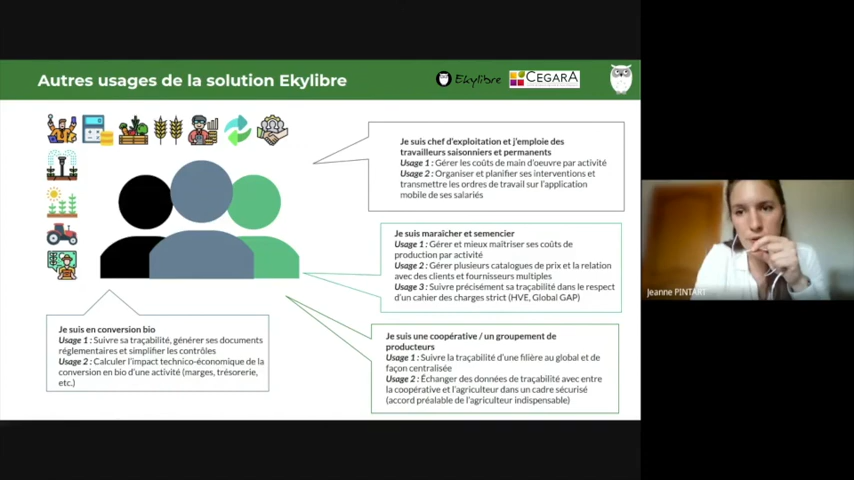 Autres usages de la solution Ekylibre
Ekylibre
CEGARA
Je suis chef d'exploitation et j'emploie des
travailleurs saisonniers et permanents
Usage 1 : Gérer les coûts de main d'oeuvre par activité
Usage 2 : Organiser et planifier ses interventions et
transmettre les ordres de travail sur l'application
mobile de ses salariés
Je suis maraîcher et semencier
Usage 1 : Gérer et mieux maîtriser ses coûts de
production par activité
Usage 2 : Gérer plusieurs catalogues de prix et la relation
avec des clients et fournisseurs multiples
Usage 3 : Suivre précisément sa traçabilité dans le respect
d'un cahier des charges strict (HVE, Global GAP)
Jeanne PINTART
Je suis en conversion bio
Usage 1 : Suivre sa traçabilité, générer ses documents
réglementaires et simplifier les contrôles
Usage 2 : Calculer l'impact technico-économique de la
conversion en bio d'une activité (marges, trésorerie,
etc.)
Je suis une coopérative / un groupement de
producteurs
Usage 1 : Suivre la traçabilité d'une filière au global et de
façon centralisée
Usage 2 : Échanger des données de traçabilité avec entre
la coopérative et l'agriculteur dans un cadre sécurisé
(accord préalable de l'agriculteur indispensable)